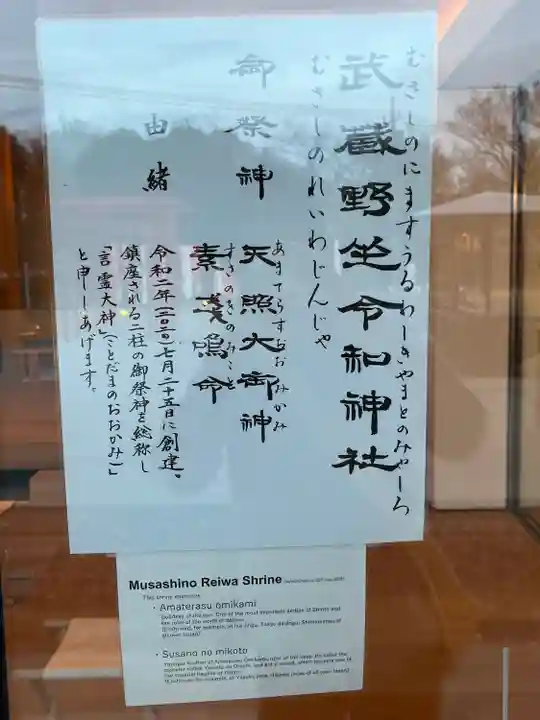 むさしのにますうるわしきやまとのみやしろ
武蔵野坐令和神社
むさしのれいわじんじゃ
御祭神
あまてらすおおみかみ
天照大御神
すさのをのみこと
素戔嗚命
由緒
令和二年(二〇二〇)七月二十五日に創建。
鎮座される二柱の御祭神を総称し
「言霊大神」(ことだまのおおかみ)
と申しあげます。
Musashino Reiwa Shrine
This shrine enshrines
・Amaterasu omikami
・Susano no mikoto